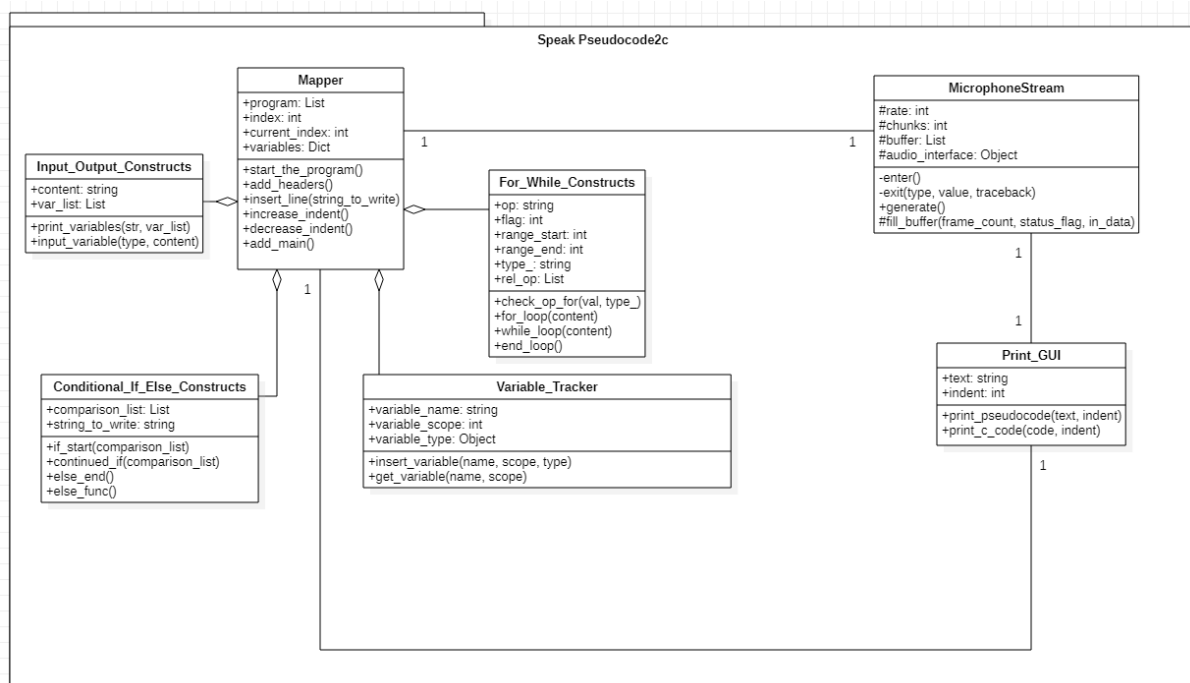 Speak Pseudocode2c
Mapper
+program: List
+index: int
+current_index: int
+variables: Dict
+start_the_program()
+add_headers()
+insert_line(string_to_write)
+increase_indent()
+decrease_indent()
+add_main()
1
1
MicrophoneStream
#rate: int
#chunks: int
#buffer: List
#audio_interface: Object
-enter()
-exit(type, value, traceback)
+generate()
#fill_buffer(frame_count, status_flag, in_data)
Input_Output_Constructs
+content: string
+var_list: List
+print_variables(str, var_list)
+input_variable(type, content)
For_While_Constructs
+op: string
+flag: int
+range_start: int
+range_end: int
+type_: string
+rel_op: List
+check_op_for(val, type_)
+for_loop(content)
+while_loop(content)
+end_loop()
1
1
1
Print_GUI
+text: string
+indent: int
+print_pseudocode(text, indent)
+print_c_code(code, indent)
1
Conditional_If_Else_Constructs
+comparison_list: List
+string_to_write: string
+if_start(comparison_list)
+continued_if(comparison_list)
+else_end()
+else_func()
Variable_Tracker
+variable_name: string
+variable_scope: int
+variable_type: Object
+insert_variable(name, scope, type)
+get_variable(name, scope)